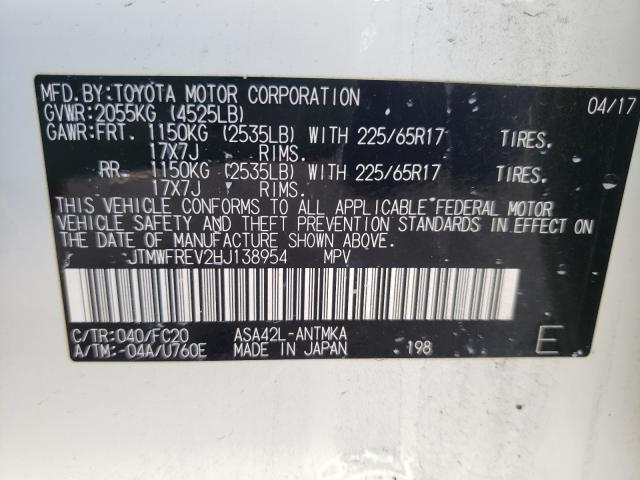 MFD.BY:TOYOTA MOTOR CORPORATION 04/17
GVWR:2055KG (4525LB)
GAWR:FRT. 1150KG (2535LB) WITH 225/65R17 TIRES.
17X7J RIMS.
RR. 1150KG (2535LB) WITH 225/65R17 TIRES.
17X7J RIMS.
THIS VEHICLE CONFORMS TO ALL APPLICABLE FEDERAL MOTOR
VEHICLE SAFETY AND THEFT PREVENTION STANDARDS IN EFFECT ON
THE DATE OF MANUFACTURE SHOWN ABOVE.
JTMWFREV2HJ138954 MPV
C/TR:040/FC20 ASA42L-ANTMKA
A/TM:-04A/U760E MADE IN JAPAN 198 E